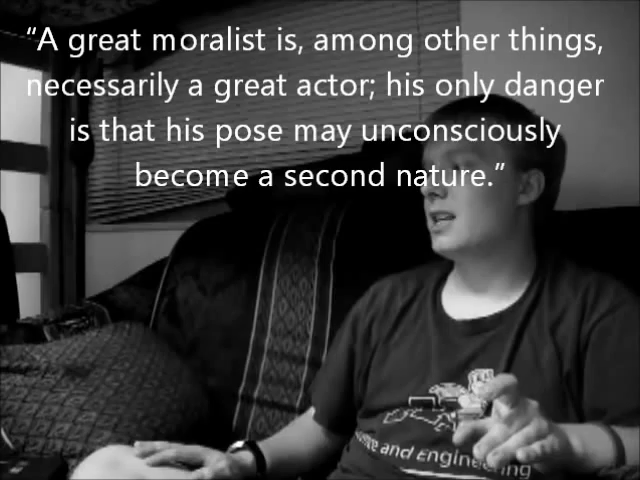 “A great moralist is, among other things,
necessarily a great actor; his only danger
is that his pose may unconsciously
become a second nature.”
and Engineering